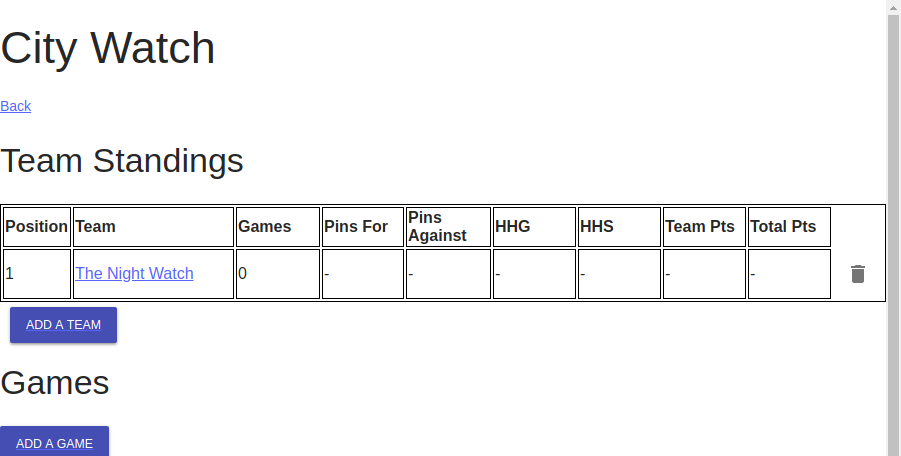 City Watch
Back
Team Standings
Position Team Games Pins For Pins Against HHG HHS Team Pts Total Pts
1 The Night Watch 0 - - - - - -
ADD A TEAM
Games
ADD A GAME